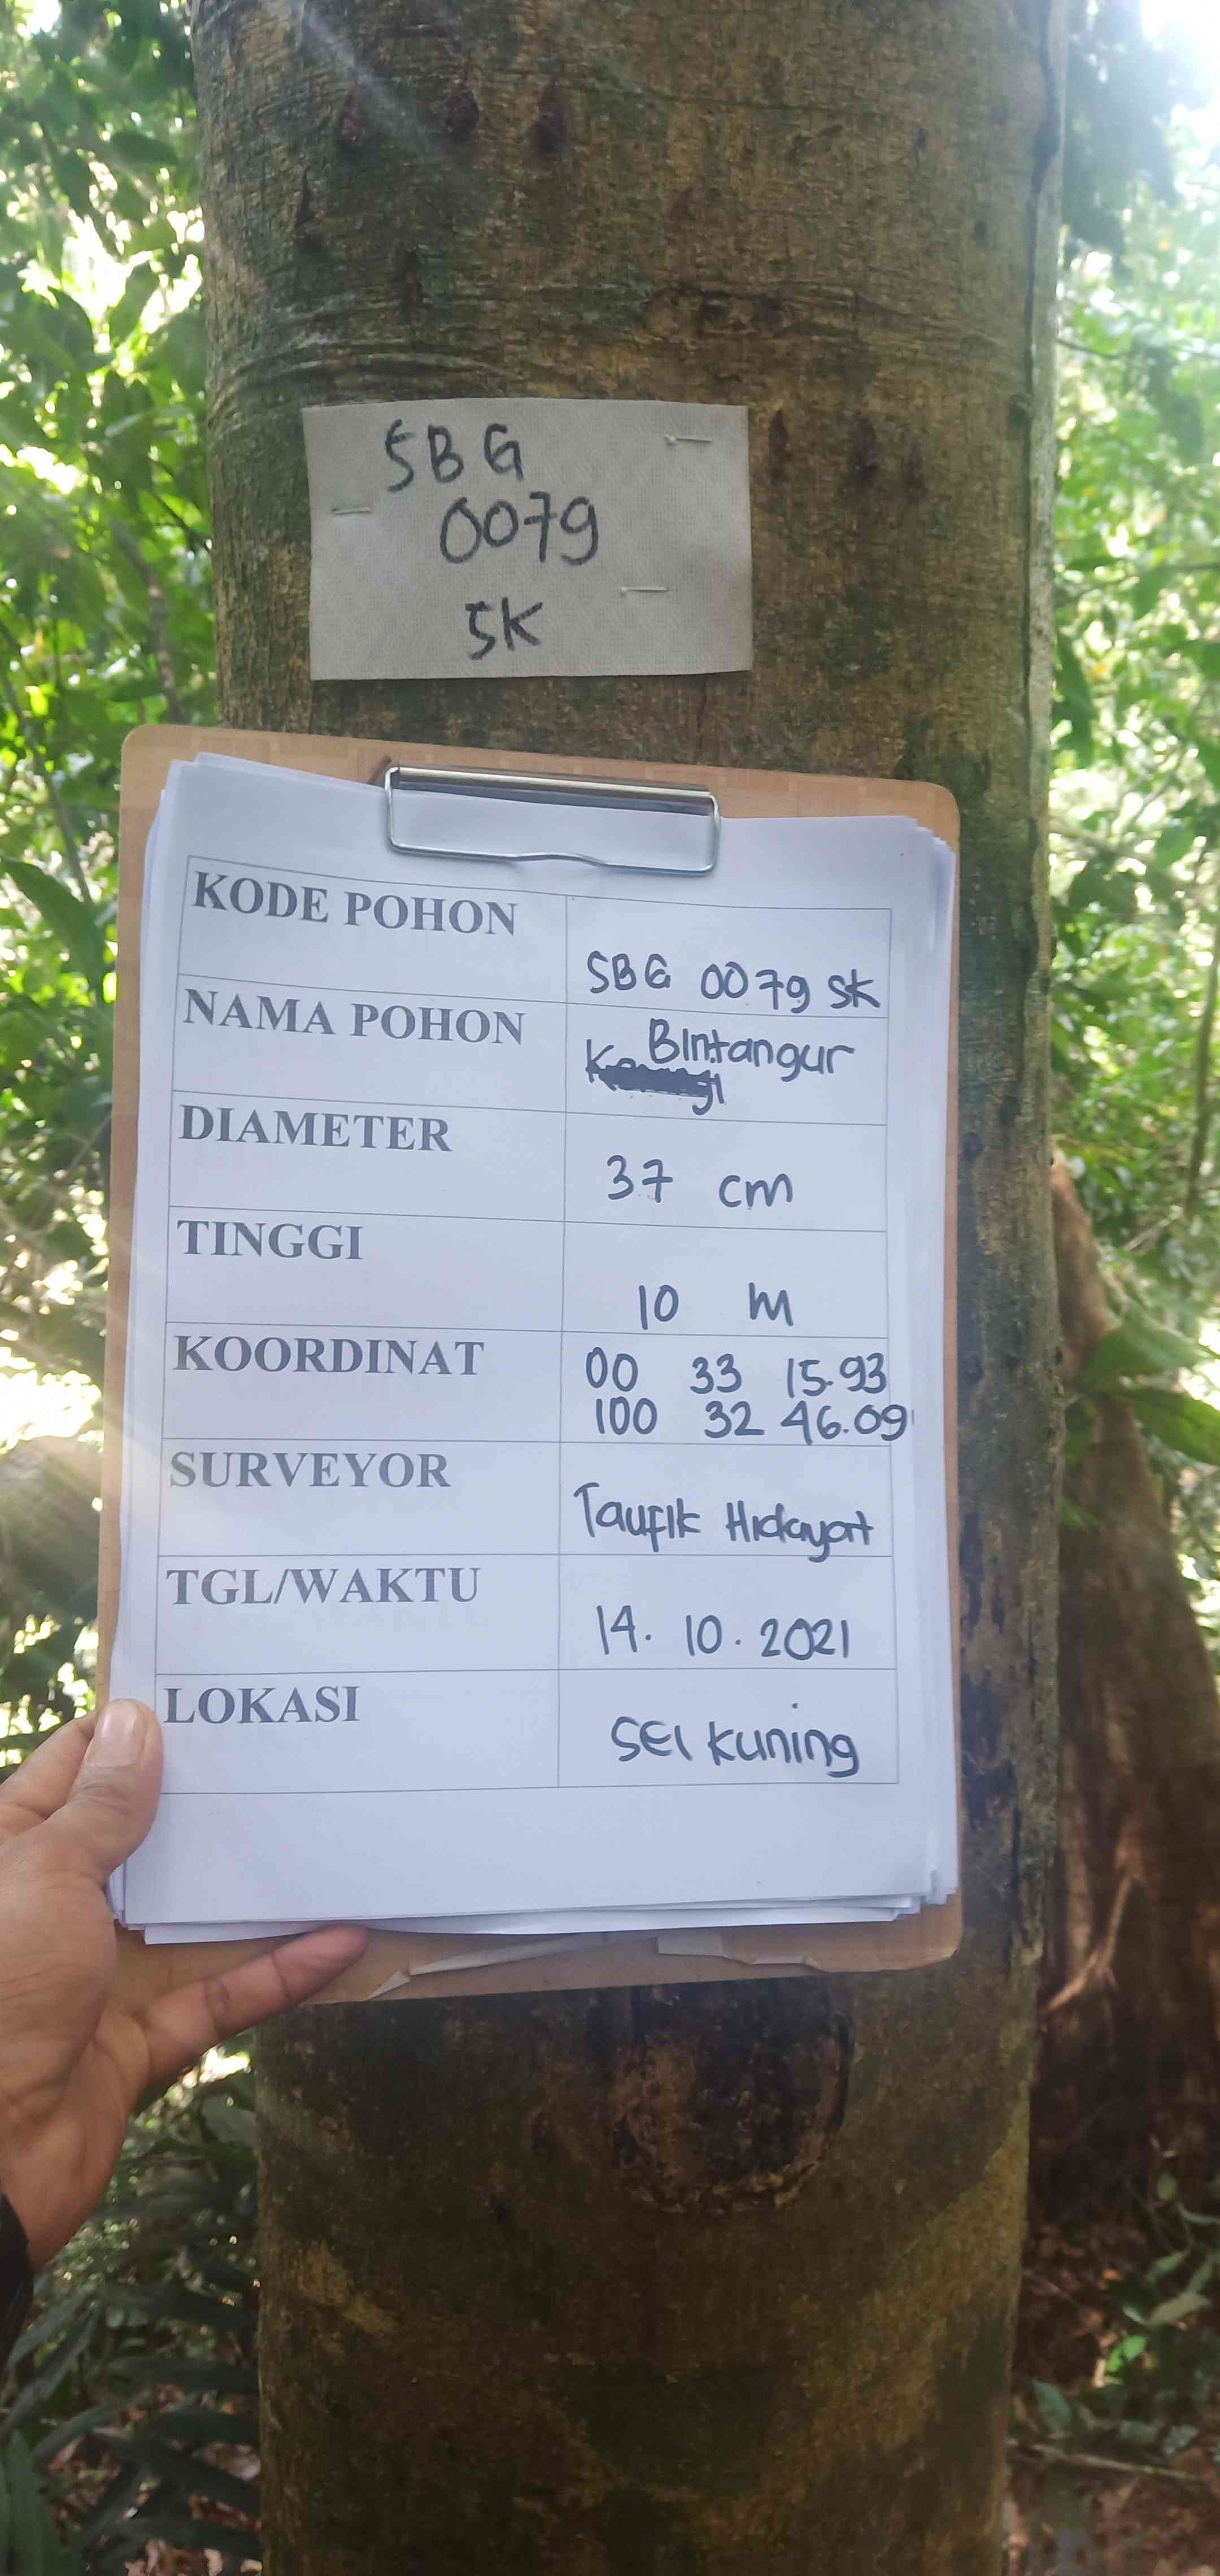 SBG
0079
SK
KODE POHON
SBG 0079 SK
NAMA POHON
Bintangur
DIAMETER
37 cm
TINGGI
10 m
KOORDINAT
00 33 15.93
100 32 46.09
SURVEYOR
Taufik Hidayat
TGL/WAKTU
14.10.2021
LOKASI
SEI Kuning